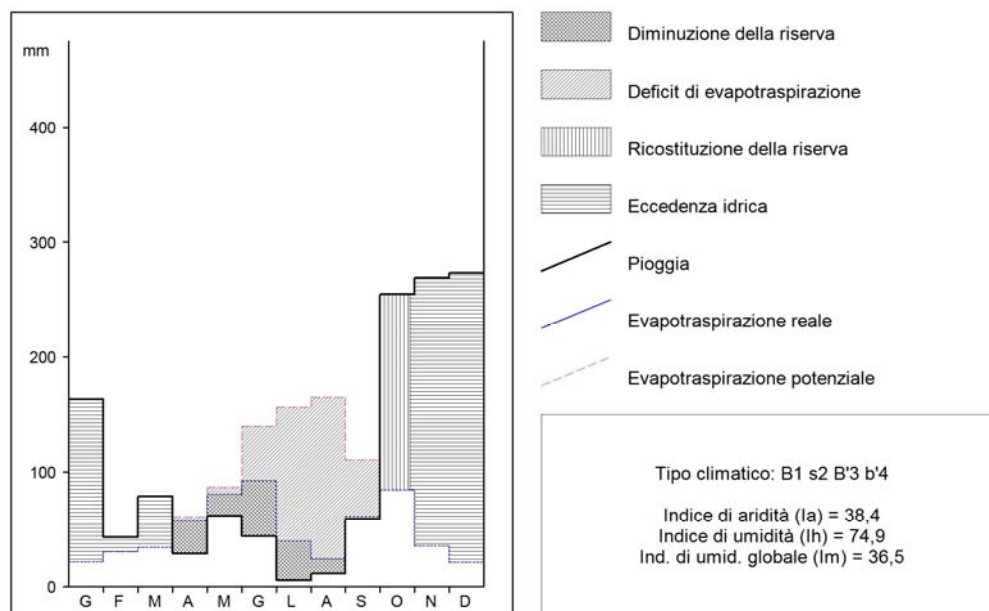 mm
400
300
200
100
0
G F M A M G L A S O N D
Diminuzione della riserva
Deficit di evapotraspirazione
Ricostituzione della riserva
Eccedenza idrica
Pioggia
Evapotraspirazione reale
Evapotraspirazione potenziale
Tipo climatico: B1 s2 B'3 b'4
Indice di aridità (Ia) = 38,4
Indice di umidità (Ih) = 74,9
Ind. di umid. globale (Im) = 36,5